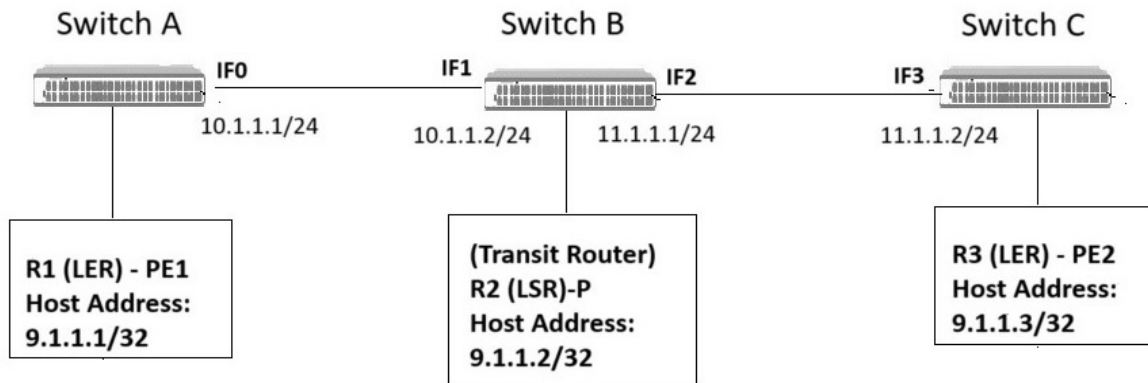 Switch A
Switch B
Switch C
IF0
IF1
IF2
IF3
10.1.1.1/24
10.1.1.2/24
11.1.1.1/24
11.1.1.2/24
R1 (LER) - PE1
Host Address:
9.1.1.1/32
(Transit Router)
R2 (LSR)-P
Host Address:
9.1.1.2/32
R3 (LER) - PE2
Host Address:
9.1.1.3/32